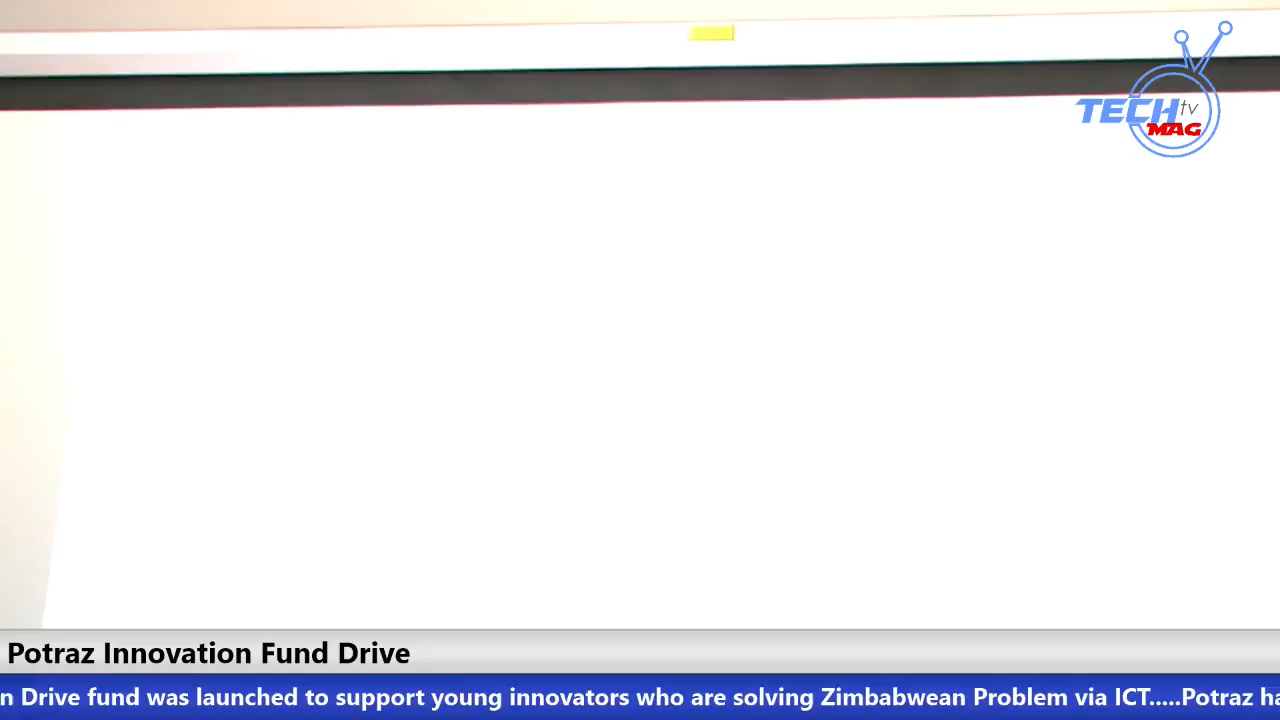 TECH tv
MAG
Potraz Innovation Fund Drive
n Drive fund was launched to support young innovators who are solving Zimbabwean Problem via ICT.....Potraz ha